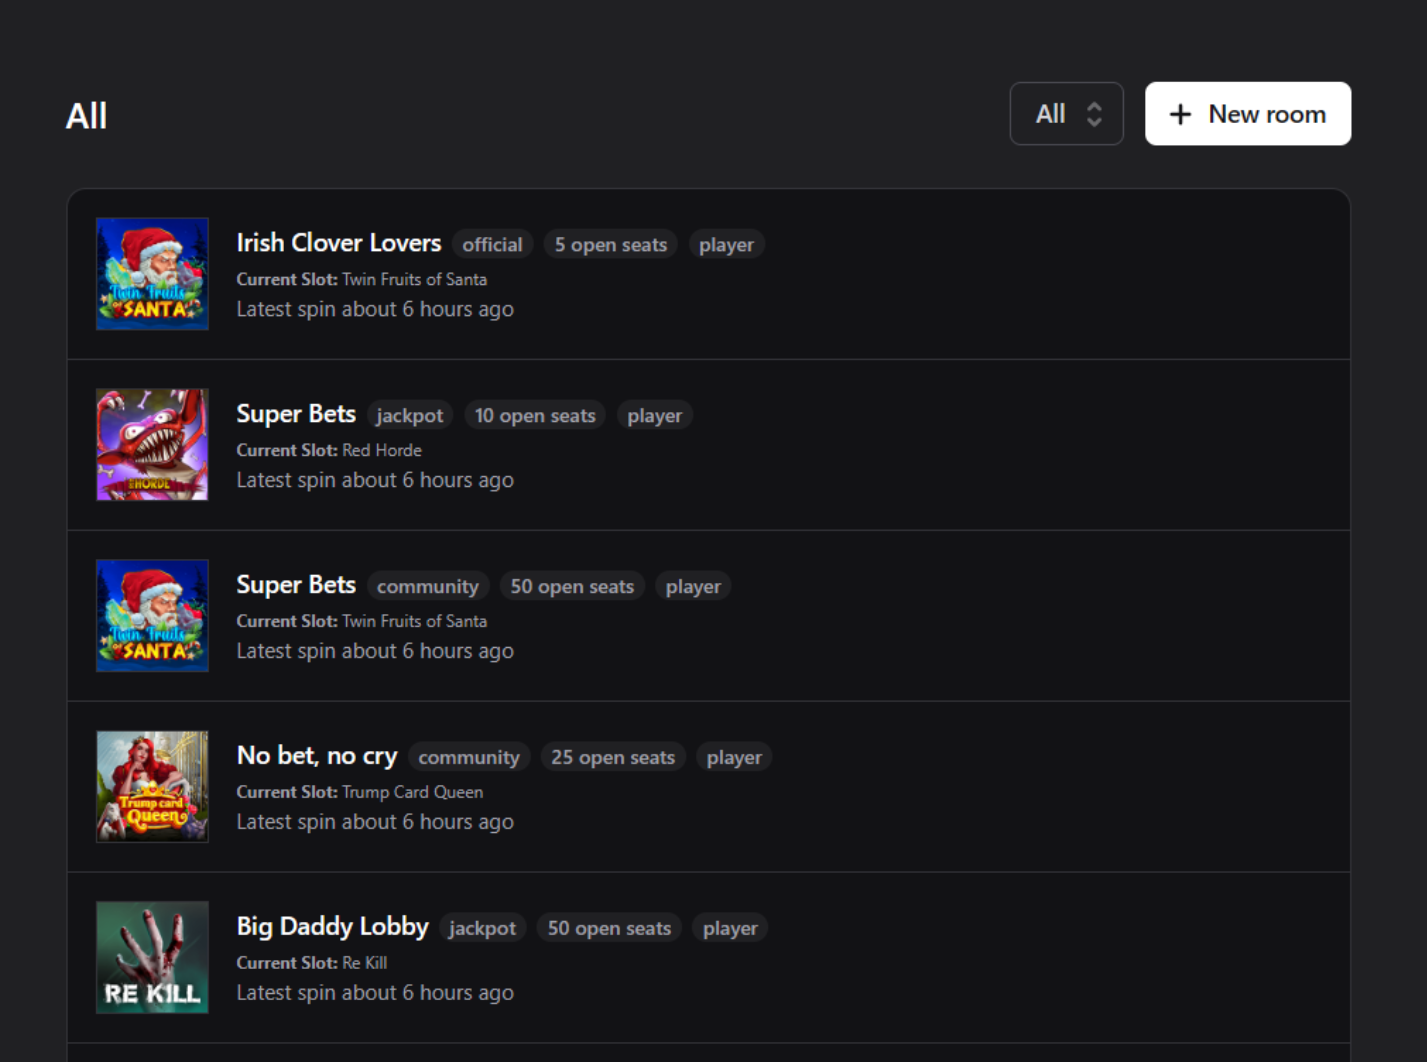 All
All
New room
Irish Clover Lovers official 5 open seats player
Current Slot: Twin Fruits of Santa
Latest spin about 6 hours ago
Twin Fruits
of SANTA
Super Bets jackpot 10 open seats player
Current Slot: Red Horde
Latest spin about 6 hours ago
HORDE
Super Bets community 50 open seats player
Current Slot: Twin Fruits of Santa
Latest spin about 6 hours ago
Twin Fruits
of SANTA
No bet, no cry community 25 open seats player
Current Slot: Trump Card Queen
Latest spin about 6 hours ago
Trump card
Queen
Big Daddy Lobby jackpot 50 open seats player
Current Slot: Re Kill
Latest spin about 6 hours ago
RE KILL